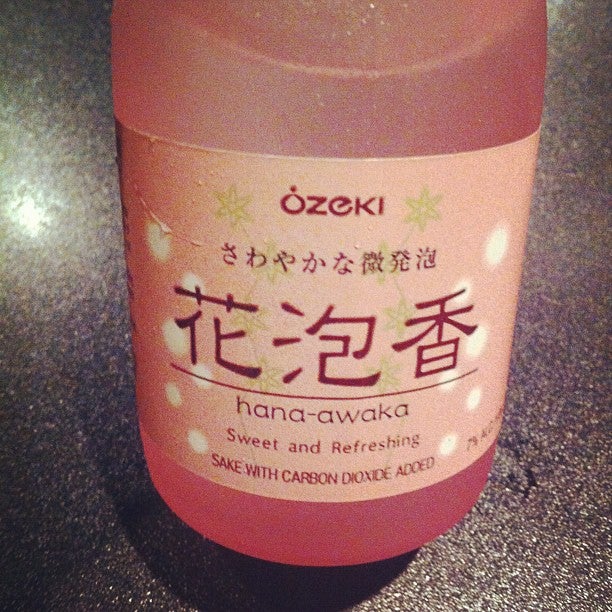 ÖZEKI
さわやかな微発泡
花泡香
hana-awaka
Sweet and Refreshing
SAKE WITH CARBON DIOXIDE ADDED
7%